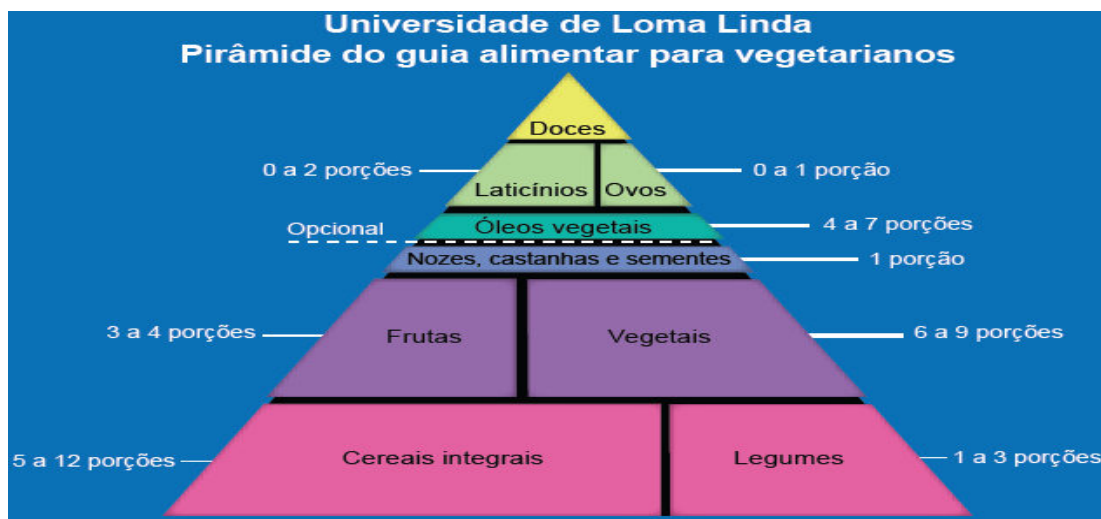 Universidade de Loma Linda
Pirâmide do guia alimentar para vegetarianos
Doces
0 a 2 porções
Laticínios
Ovos
0 a 1 porção
Opcional
Óleos vegetais
4 a 7 porções
Nozes, castanhas e sementes
1 porção
3 a 4 porções
Frutas
Vegetais
6 a 9 porções
5 a 12 porções
Cereais integrais
Legumes
1 a 3 porções